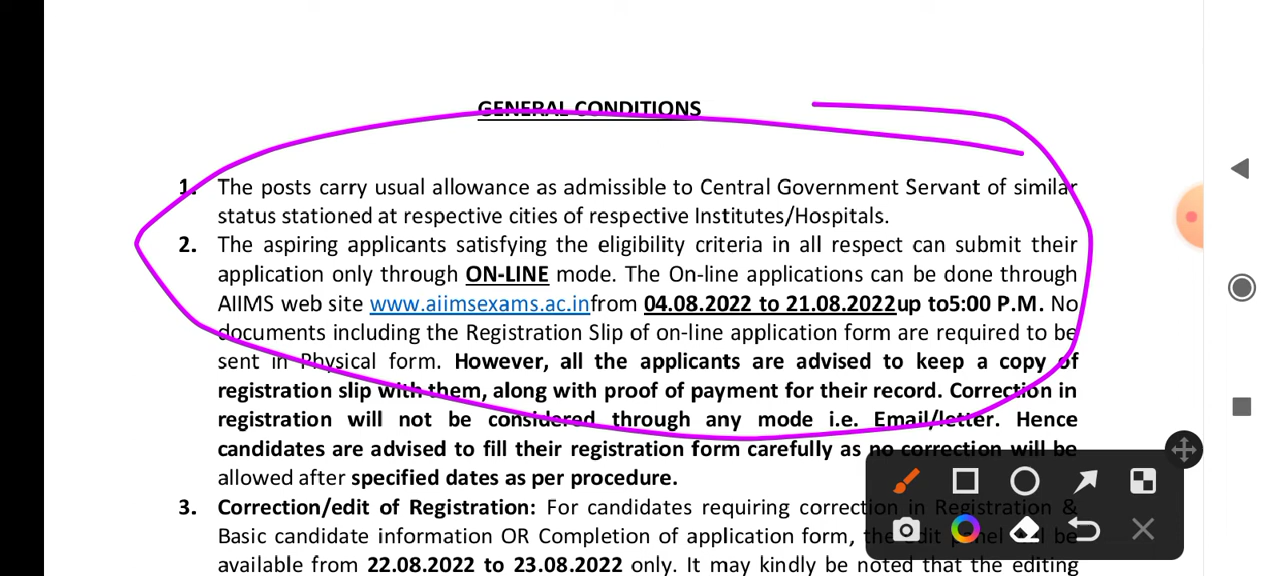 GENERAL CONDITIONS
1. The posts carry usual allowance as admissible to Central Government Servant of similar
status stationed at respective cities of respective Institutes/Hospitals.
2. The aspiring applicants satisfying the eligibility criteria in all respect can submit their
application only through ON-LINE mode. The On-line applications can be done through
AIIMS web site www.aiimsexams.ac.infrom 04.08.2022 to 21.08.2022up to5:00 P.M. No
documents including the Registration Slip of on-line application form are required to be
sent in Physical form. However, all the applicants are advised to keep a copy of
registration slip with them, along with proof of payment for their record. Correction in
registration will not be considered through any mode i.e. Email/letter. Hence
candidates are advised to fill their registration form carefully as no correction will be
allowed after specified dates as per procedure.
3. Correction/edit of Registration: For candidates requiring correction in Registration &
Basic candidate information OR Completion of application form, the edit panel will be
available from 22.08.2022 to 23.08.2022 only. It may kindly be noted that the editing